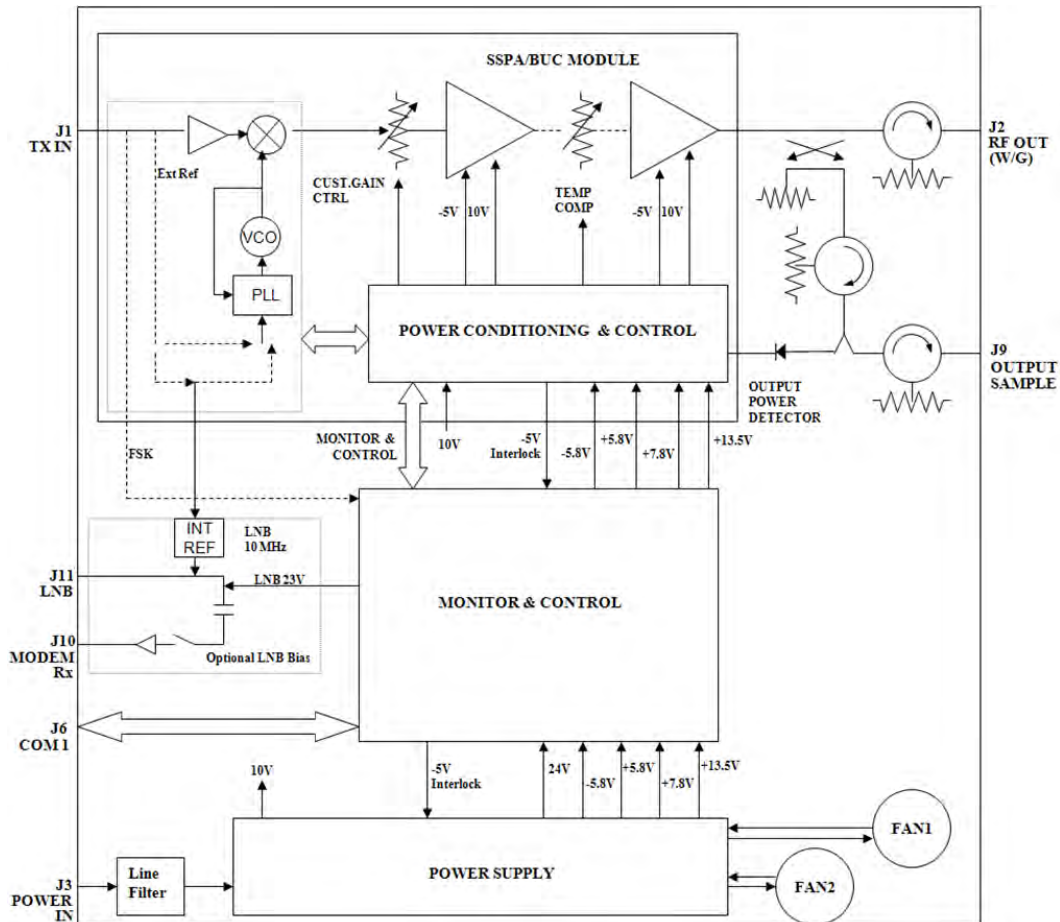 SSPA/BUC MODULE
J1
TX IN
J2
RF OUT
(W/G)
Ext Ref
CUST.GAIN
CTRL
-5V
10V
TEMP
COMP
-5V
10V
VCO
PLL
POWER CONDITIONING & CONTROL
J9
OUTPUT
SAMPLE
OUTPUT
POWER
DETECTOR
FSK
MONITOR &
CONTROL
10V
-5V
Interlock
-5.8V
+5.8V
+7.8V
+13.5V
INT
REF
LNB
10 MHz
J11
LNB
LNB 23V
MONITOR & CONTROL
J10
MODEM
Rx
Optional LNB Bias
J6
COM 1
10V
-5V
Interlock
24V
-5.8V
+5.8V
+7.8V
+13.5V
FAN1
J3
POWER
IN
Line
Filter
POWER SUPPLY
FAN2